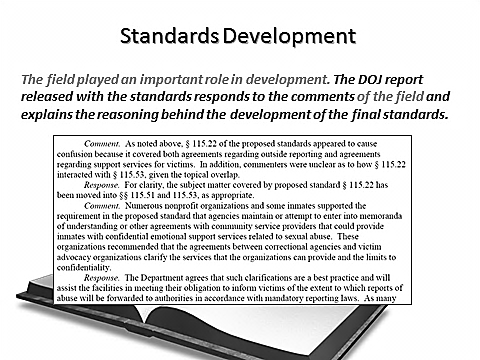 Standards Development
The field played an important role in development. The DOJ report
released with the standards responds to the comments of the field and
explains the reasoning behind the development of the final standards.
Comment. As noted above, § 115.22 of the proposed standards appeared to cause
confusion because it covered both agreements regarding outside reporting and agreements
regarding support services for victims. In addition, commenters were unclear as to how § 115.22
interacted with § 115.53, given the topical overlap.
Response. For clarity, the subject matter covered by proposed standard § 115.22 has
been moved into §§ 115.51 and 115.53, as appropriate.
Comment. Numerous nonprofit organizations and some inmates supported the
requirement in the proposed standard that agencies maintain or attempt to enter into memoranda
of understanding or other agreements with community service providers that could provide
inmates with confidential emotional support services related to sexual abuse. These
organizations recommended that the agreements between correctional agencies and victim
advocacy organizations clarify the services that the organizations can provide and the limits to
confidentiality.
Response. The Department agrees that such clarifications are a best practice and will
assist the facilities in meeting their obligation to inform victims of the extent to which reports of
abuse will be forwarded to authorities in accordance with mandatory reporting laws. As many